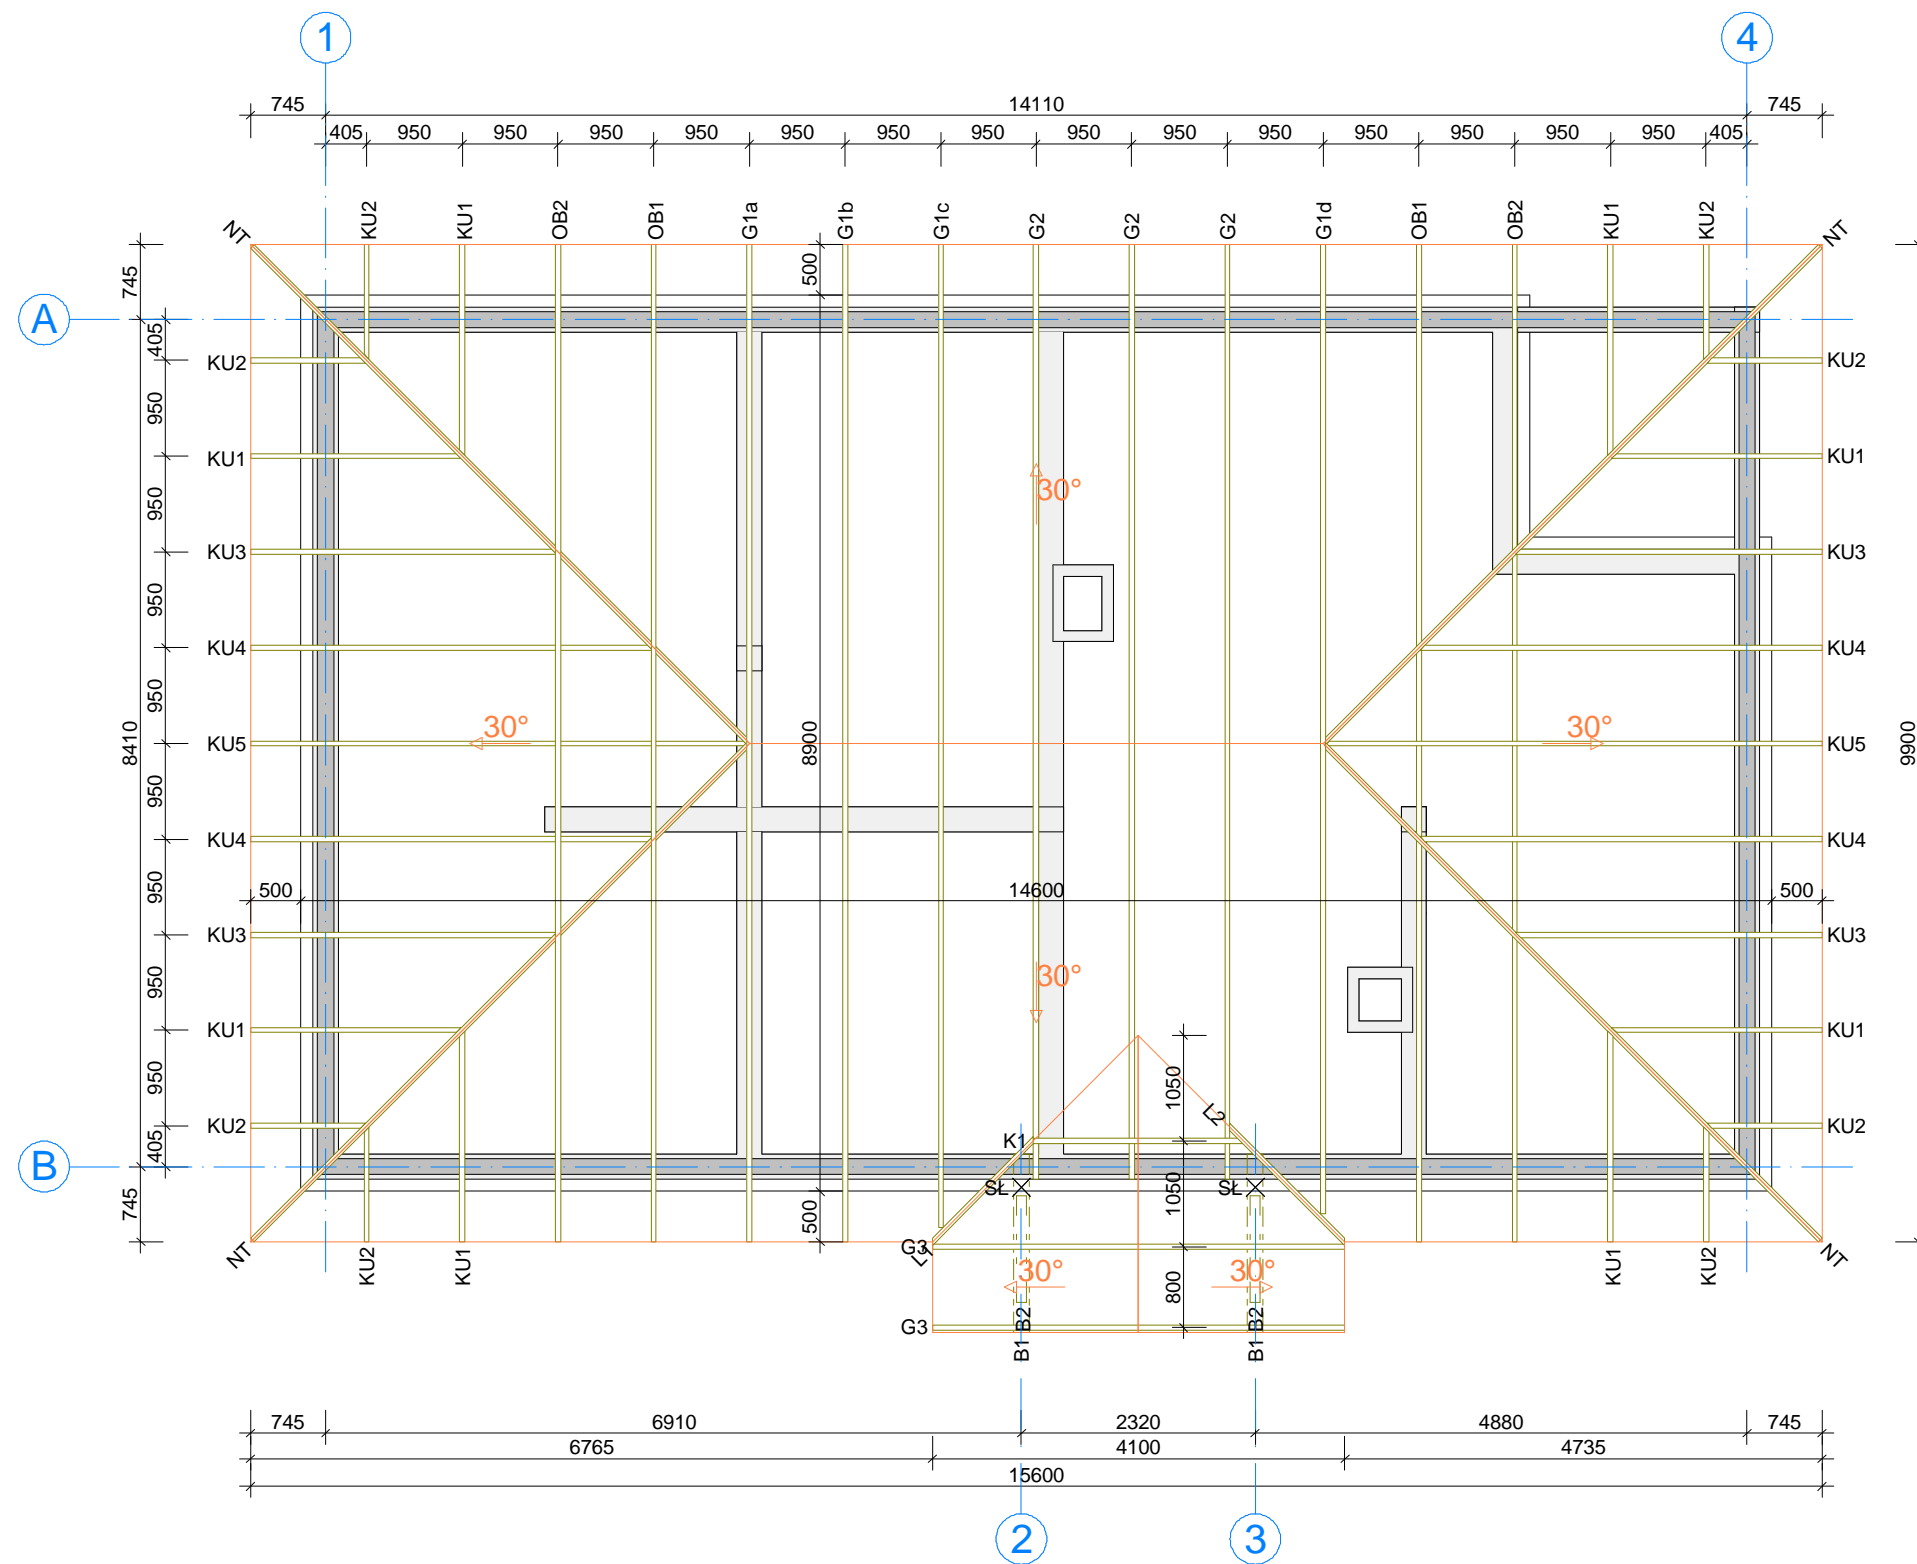 1 4
745 14110 745
405 950 950 950 950 950 950 950 950 950 950 950 950 950 950 405
KU2 KU1 OB2 OB1 G1a G1b G1c G2 G2 G2 G1d OB1 OB2 KU1 KU2
NT NT
745 500
A
405
KU2 KU2
950
KU1 KU1
950 30°
KU3 KU3
950
KU4 KU4
950
30° 30°
8410 KU5 8900 KU5 9900
950
KU4 KU4
950
500 14600 500
KU3 KU3
30°
950
KU1 KU1
950 1050
L2
KU2 K1 KU2
405
B
SŁ SŁ 1050
745 500
G3
L1
NT NT
KU2 KU1 KU1 KU2
30° 30°
800
G3 B2 B2
B1 B1
745 6910 2320 4880 745
6765 4100 4735
15600
2 3